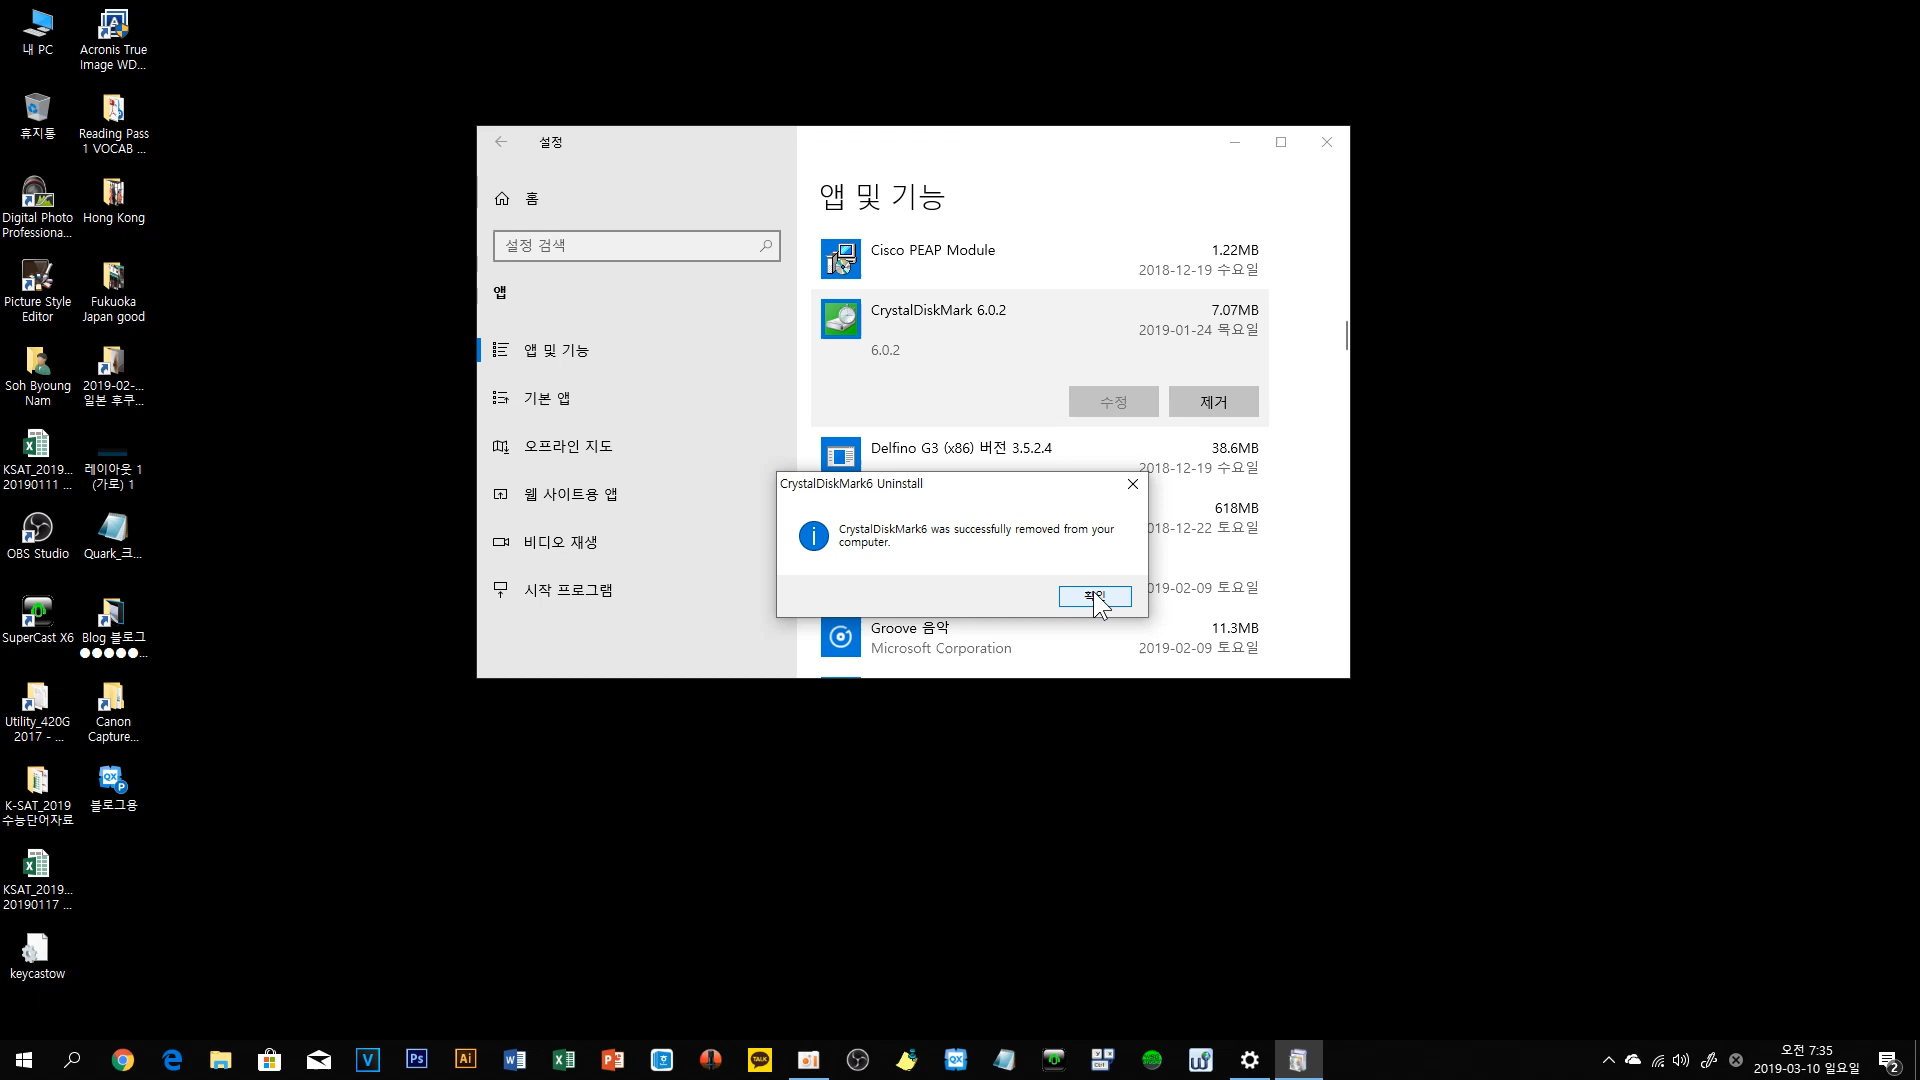 내 PC
Acronis True
Image WD...
휴지통
Reading Pass
1 VOCAB ...
Digital Photo
Professiona...
Hong Kong
Picture Style
Editor
Fukuoka
Japan good
Soh Byoung
Nam
2019-02-...
일본 후쿠...
KSAT_2019...
20190111 ...
레이아웃 1
(가로) 1
OBS Studio
Quark_크...
SuperCast X6
Blog 블로그
●●●●●...
Utility_420G
2017 - ...
Canon
Capture...
K-SAT_2019
수능단어자료
블로그용
KSAT_2019...
20190117 ...
keycastow
설정
홈
설정 검색
앱
앱 및 기능
기본 앱
오프라인 지도
웹 사이트용 앱
비디오 재생
시작 프로그램
앱 및 기능
Cisco PEAP Module
1.22MB
2018-12-19 수요일
CrystalDiskMark 6.0.2
7.07MB
2019-01-24 목요일
6.0.2
수정
제거
Delfino G3 (x86) 버전 3.5.2.4
38.6MB
2018-12-19 수요일
618MB
018-12-22 토요일
019-02-09 토요일
Groove 음악
11.3MB
Microsoft Corporation
2019-02-09 토요일
CrystalDiskMark6 Uninstall
CrystalDiskMark6 was successfully removed from your
computer.
확인
V
Ps
Ai
TALK
QX
Ctrl
오전 7:35
2019-03-10 일요일
2